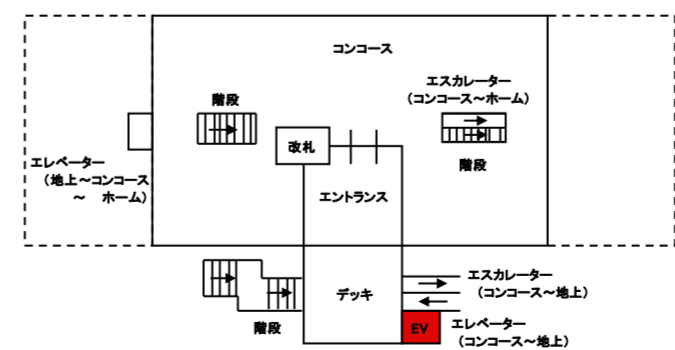 コンコース
エスカレーター
（コンコース～ホーム）
階段
改札
階段
エレベーター
（地上～コンコース
～　ホーム）
エントランス
デッキ
エスカレーター
（コンコース～地上）
階段
EV
エレベーター
（コンコース～地上）